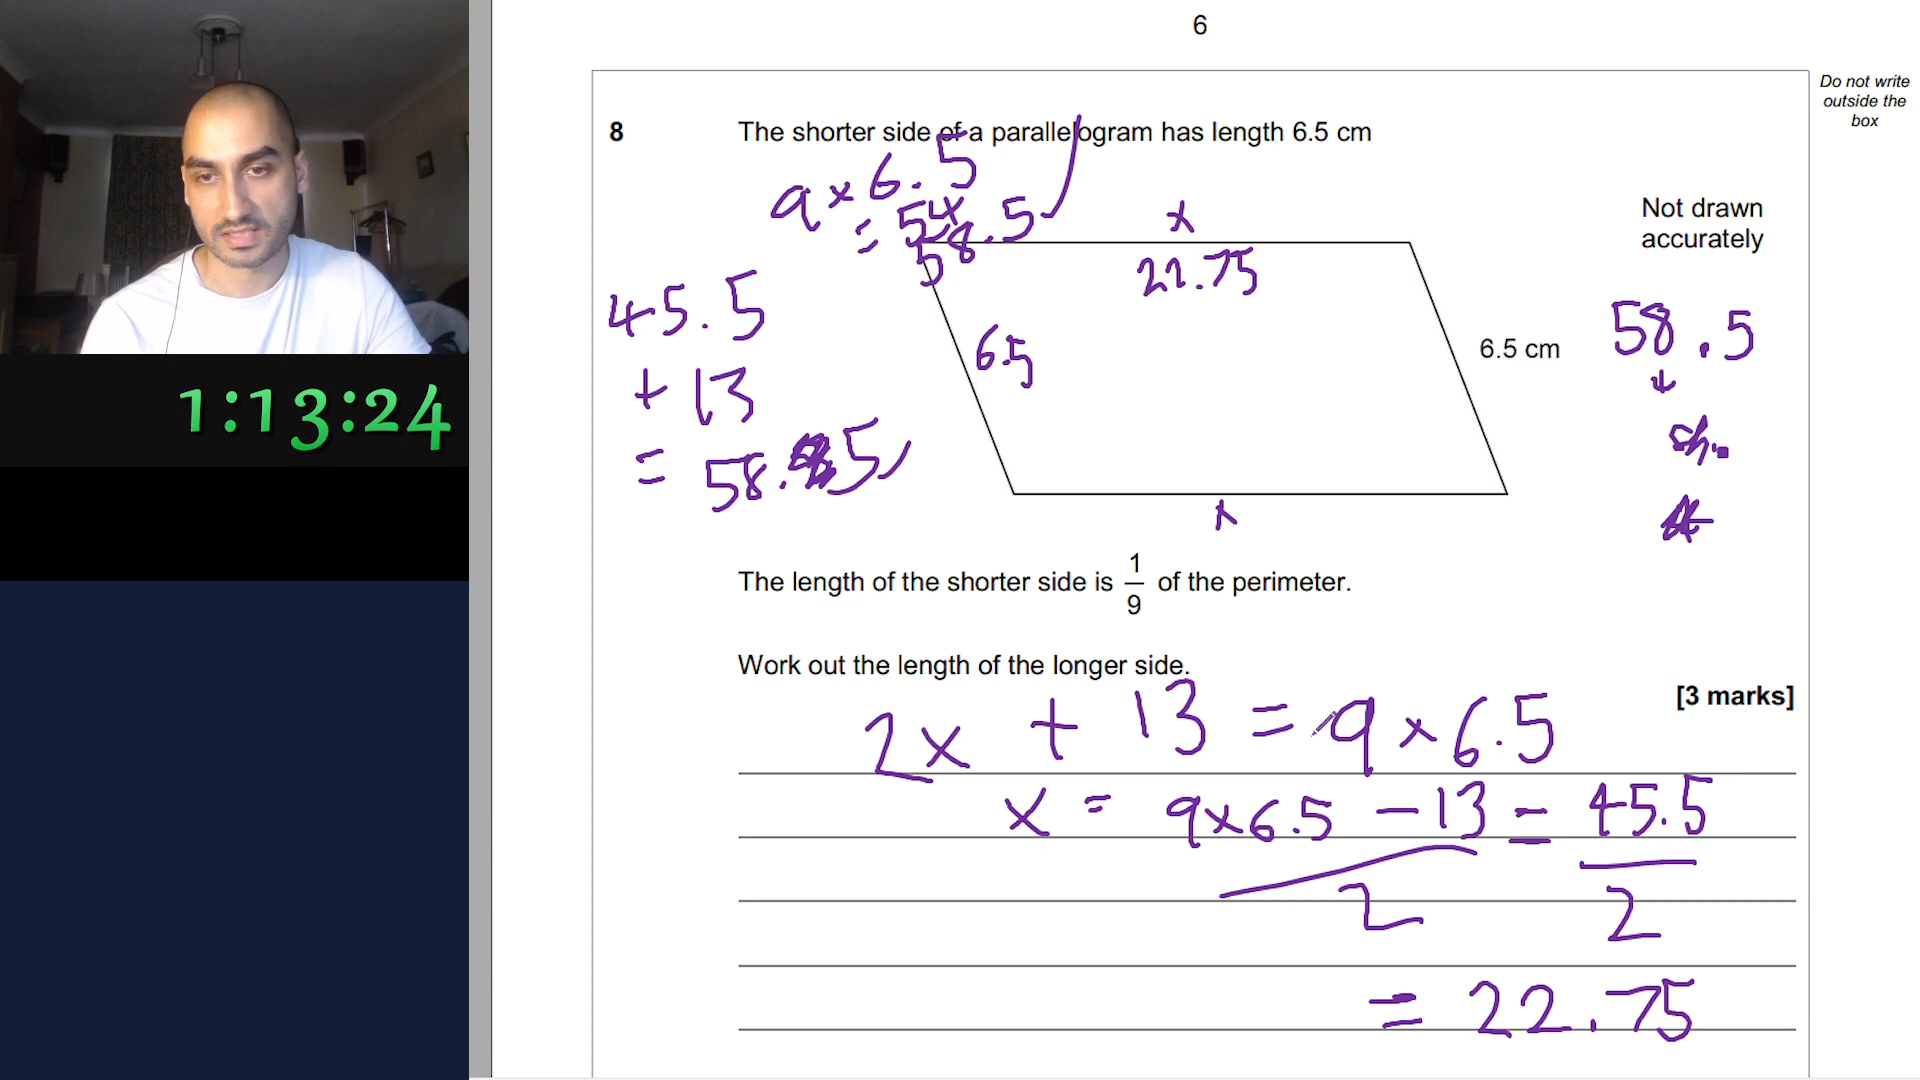 6
Do not write
outside the
box
8 The shorter side of a parallelogram has length 6.5 cm
9 × 6.5
= 54
58.5
x
22.75
Not drawn
accurately
45.5
+ 13
= 58.5
6.5
6.5 cm
58.5
x
The length of the shorter side is 1/9 of the perimeter.
Work out the length of the longer side.
[3 marks]
2x + 13 = 9 × 6.5
x = 9×6.5 − 13 = 45.5
2 2
= 22.75
1:13:24